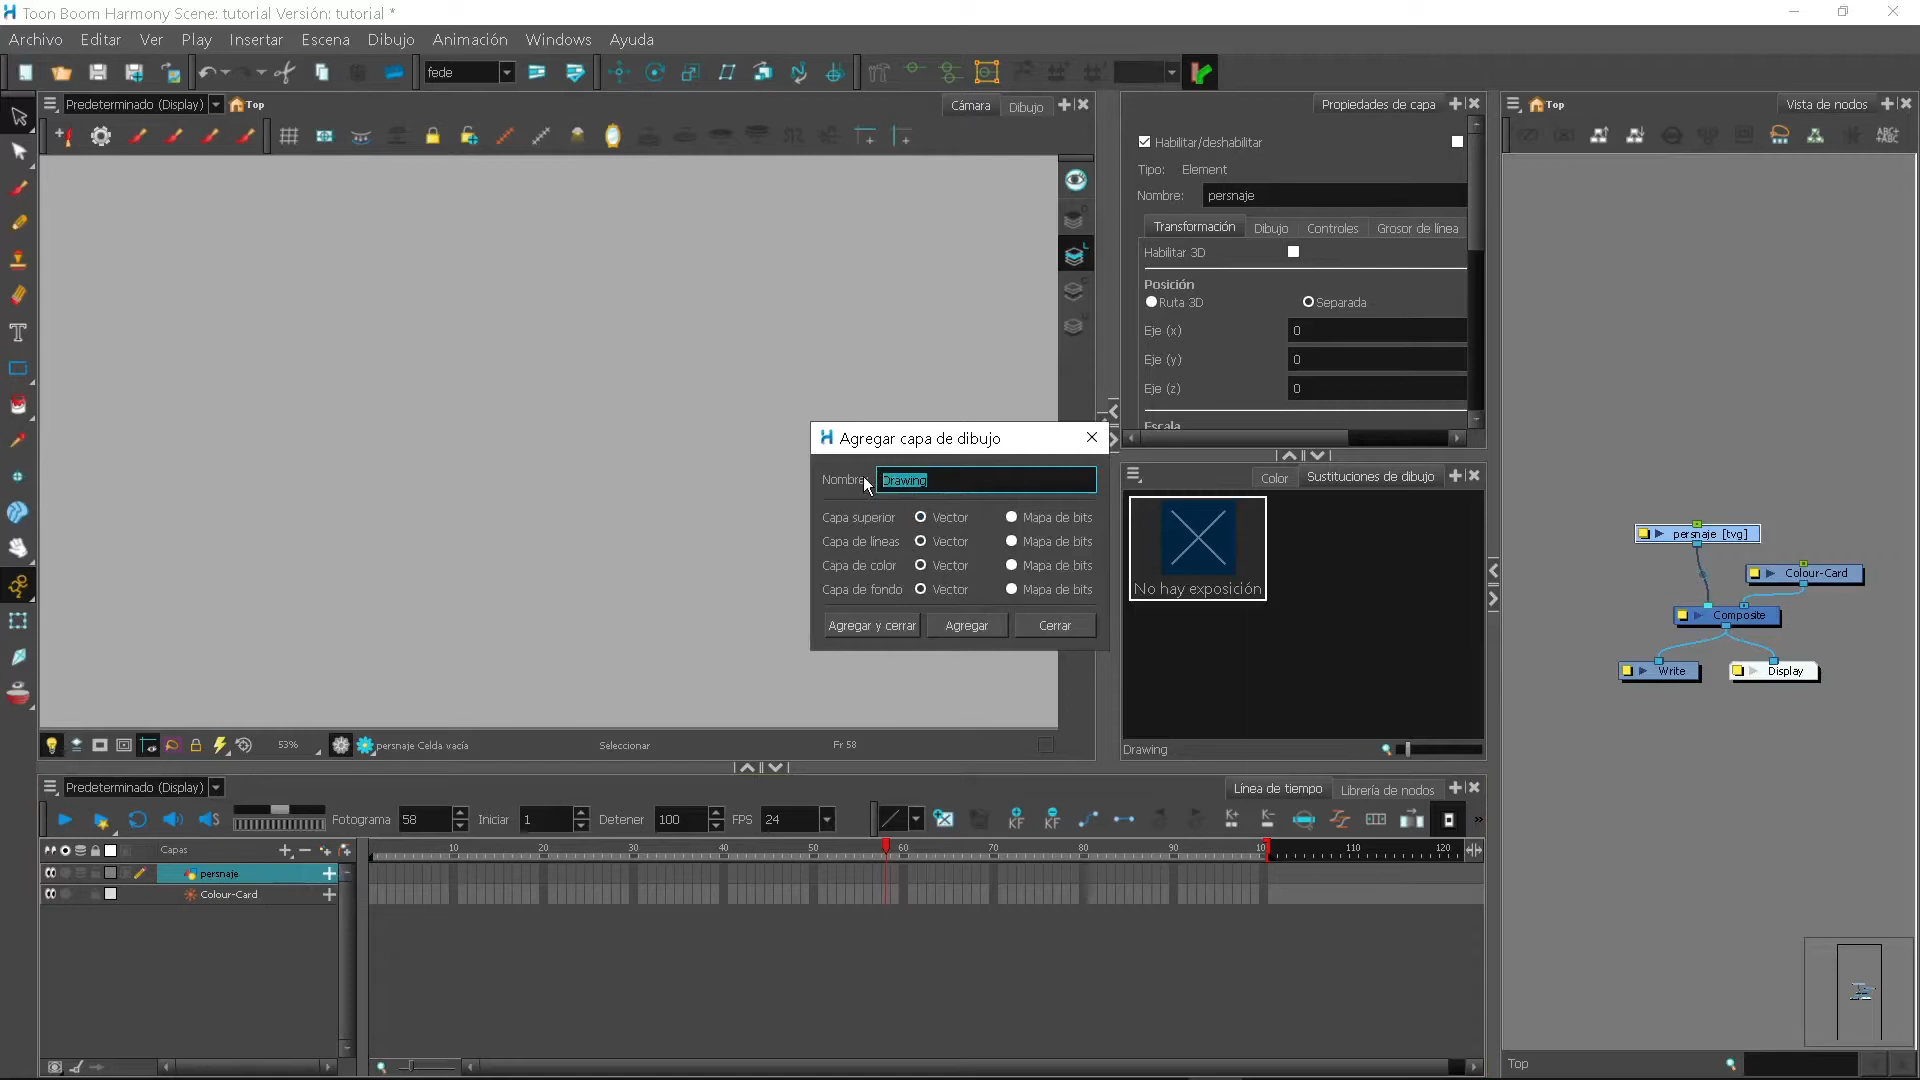 Toon Boom Harmony Scene: tutorial Versión: tutorial *
Archivo Editar Ver Play Insertar Escena Dibujo Animación Windows Ayuda
fede
Predeterminado (Display) Top Cámara Dibujo
Propiedades de capa
Habilitar/deshabilitar
Tipo: Element
Nombre: persnaje
Transformación Dibujo Controles Grosor de línea
Habilitar 3D
Posición
Ruta 3D Separada
Eje (x) 0
Eje (y) 0
Eje (z) 0
Escala
Top Vista de nodos
ABC+ABC
persnaje [tvg]
Colour-Card
Composite
Write Display
Top
Agregar capa de dibujo
Nombre Drawing
Capa superior Vector Mapa de bits
Capa de líneas Vector Mapa de bits
Capa de color Vector Mapa de bits
Capa de fondo Vector Mapa de bits
Agregar y cerrar Agregar Cerrar
Color Sustituciones de dibujo
No hay exposición
Drawing
53% persnaje Celda vacía Seleccionar Fr 58
Predeterminado (Display) Línea de tiempo Librería de nodos
Fotograma 58 Iniciar 1 Detener 100 FPS 24
KF KF K+ K-
Capas 10 20 30 40 50 60 70 80 90 10 110 120
persnaje
Colour-Card